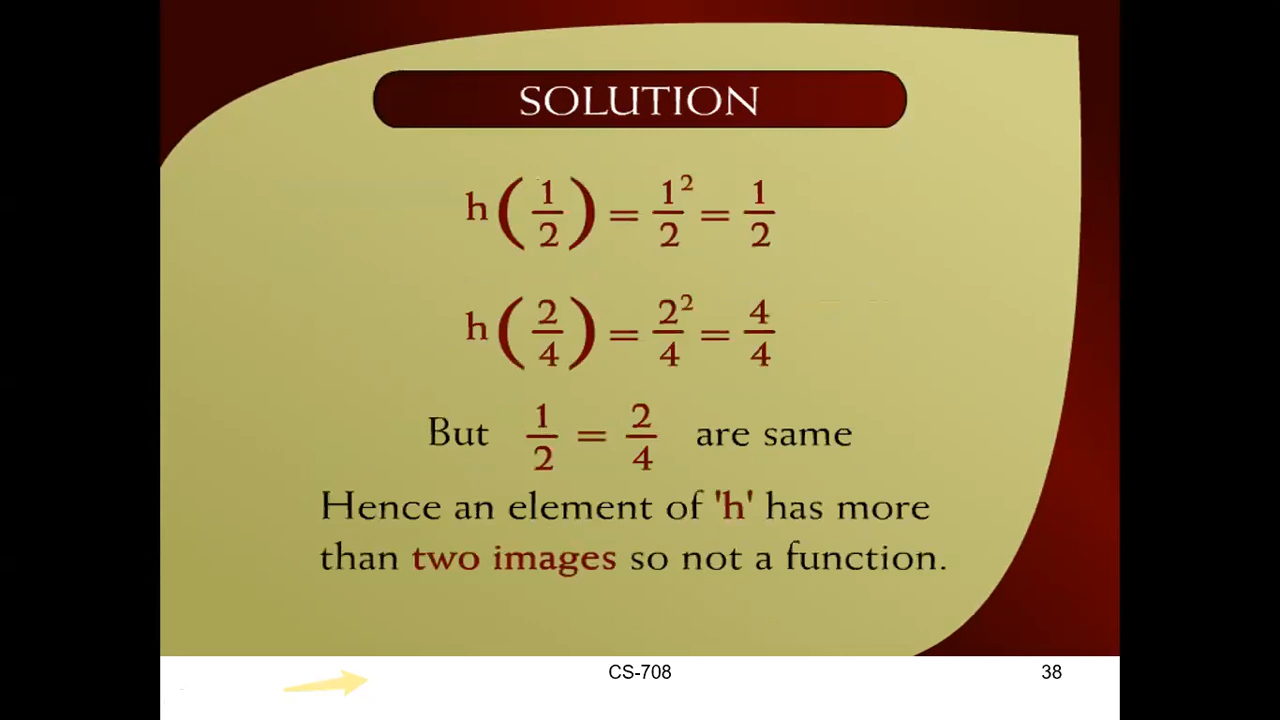 SOLUTION
h(1/2) = 1²/2 = 1/2
h(2/4) = 2²/4 = 4/4
But 1/2 = 2/4 are same
Hence an element of 'h' has more
than two images so not a function.
CS-708 38